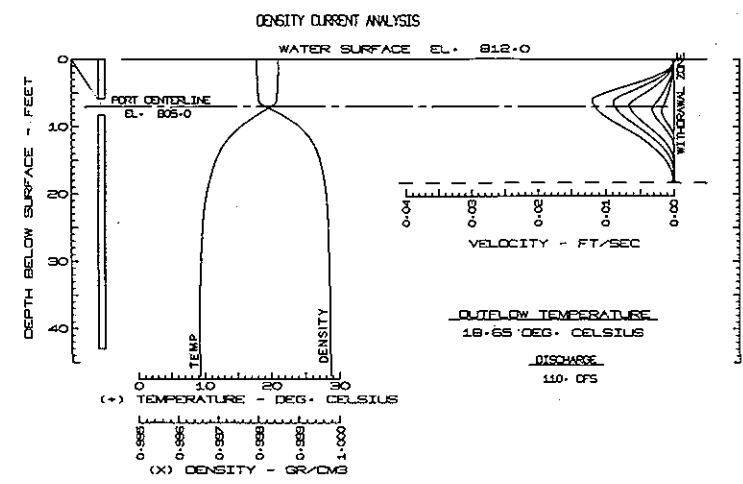 DENSITY CURRENT ANALYSIS
WATER SURFACE EL. 812.0
DEPTH BELOW SURFACE - FEET
0
10
20
30
40
PORT CENTERLINE
EL. 805.0
WITHDRAWAL ZONE
0.04
0.03
0.02
0.01
0.00
VELOCITY - FT/SEC
TEMP
DENSITY
OUTFLOW TEMPERATURE
18.65 DEG. CELSIUS
DISCHARGE
110. CFS
0
10
20
30
(+) TEMPERATURE - DEG. CELSIUS
0.995
0.996
0.997
0.998
0.999
1.000
(X) DENSITY - GR/CM3